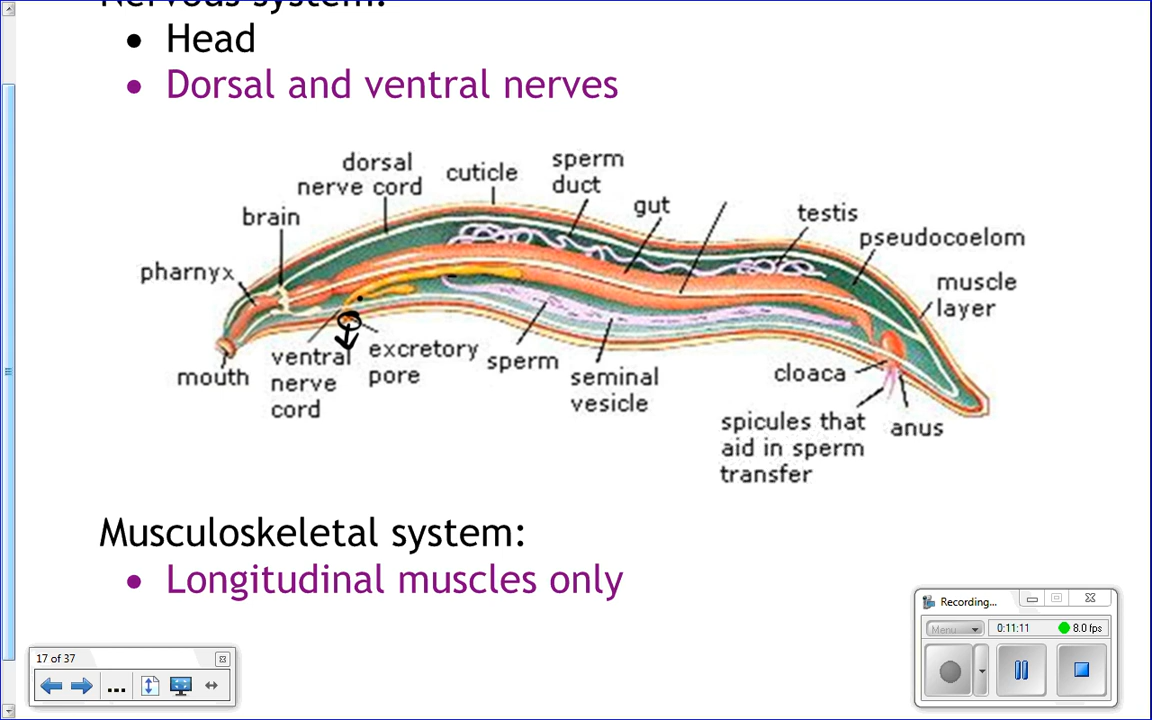 Nervous system:
• Head
• Dorsal and ventral nerves
dorsal
nerve cord
cuticle
sperm
duct
gut
testis
brain
pseudocoelom
pharnyx
muscle
layer
mouth
ventral
nerve
cord
excretory
pore
sperm
seminal
vesicle
cloaca
spicules that
aid in sperm
transfer
anus
Musculoskeletal system:
• Longitudinal muscles only
Recording...
Menu
0:11:11
8.0 fps
17 of 37
...